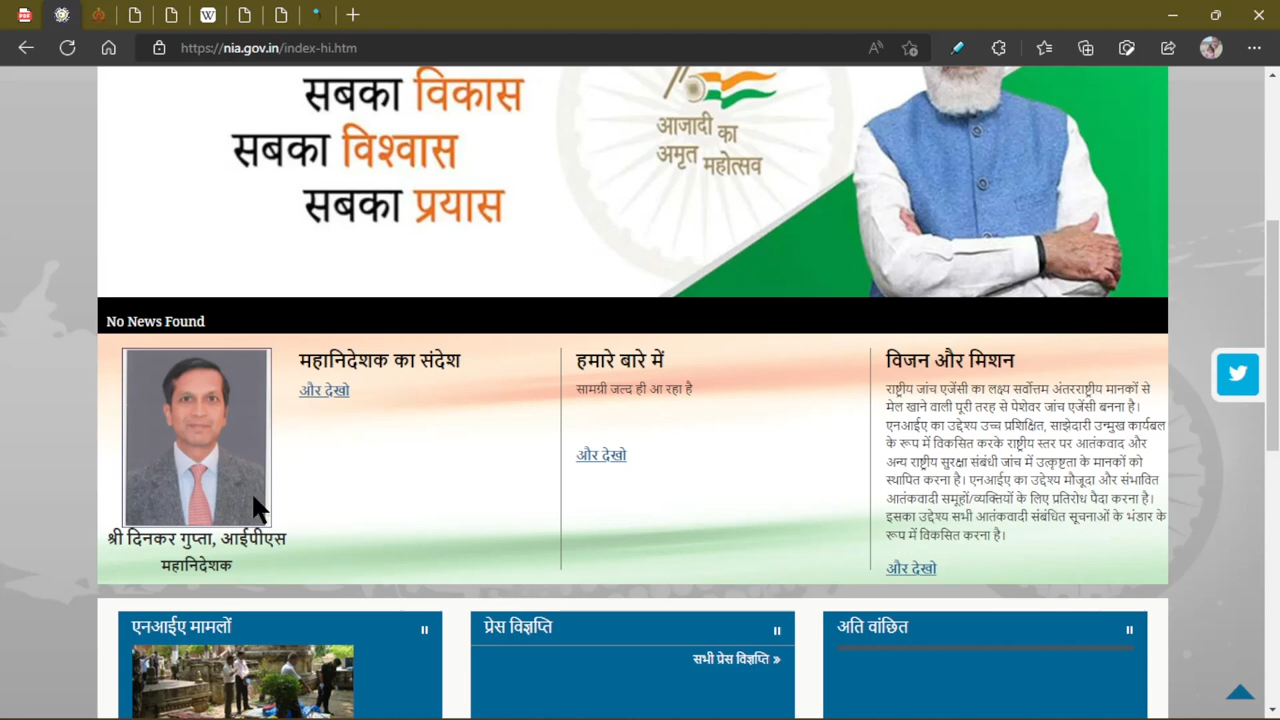 https://nia.gov.in/index-hi.htm
सबका विकास
सबका विश्वास
सबका प्रयास
आजादी का
अमृत महोत्सव
No News Found
महानिदेशक का संदेश
और देखो
श्री दिनकर गुप्ता, आईपीएस
महानिदेशक
हमारे बारे में
सामग्री जल्द ही आ रहा है
और देखो
विजन और मिशन
राष्ट्रीय जांच एजेंसी का लक्ष्य सर्वोत्तम अंतरराष्ट्रीय मानकों से
मेल खाने वाली पूरी तरह से पेशेवर जांच एजेंसी बनना है।
एनआईए का उद्देश्य उच्च प्रशिक्षित, साझेदारी उन्मुख कार्यबल
के रूप में विकसित करके राष्ट्रीय स्तर पर आतंकवाद और
अन्य राष्ट्रीय सुरक्षा संबंधी जांच में उत्कृष्टता के मानकों को
स्थापित करना है। एनआईए का उद्देश्य मौजूदा और संभावित
आतंकवादी समूहों/व्यक्तियों के लिए प्रतिरोध पैदा करना है।
इसका उद्देश्य सभी आतंकवादी संबंधित सूचनाओं के भंडार के
रूप में विकसित करना है।
और देखो
एनआईए मामलों
प्रेस विज्ञप्ति
सभी प्रेस विज्ञप्ति »
अति वांछित